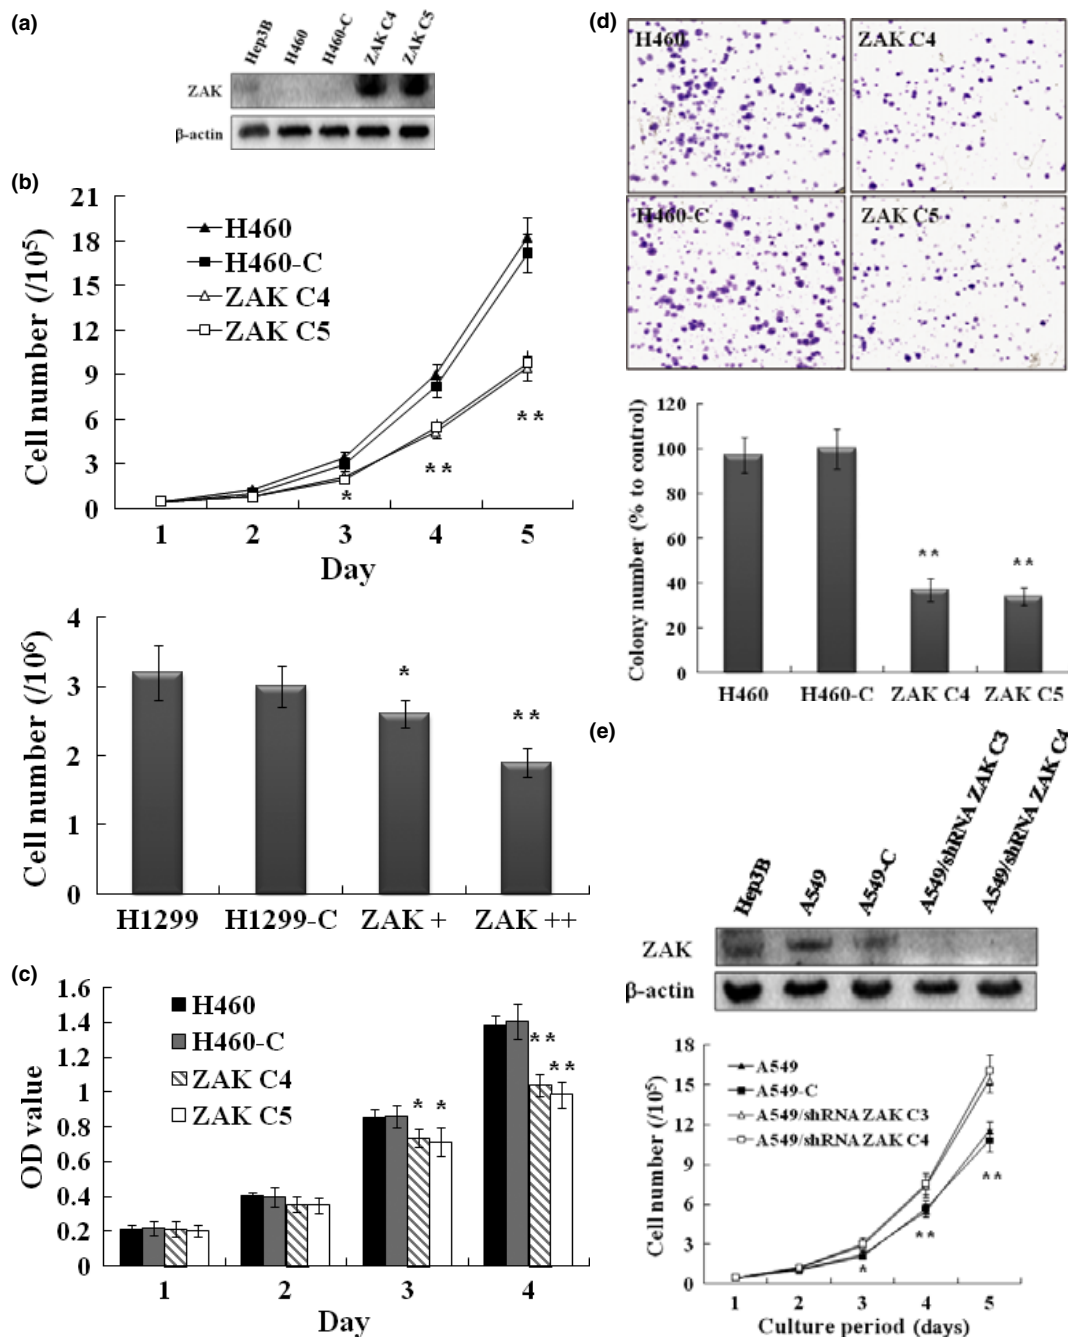 (a)
Hep3B
H460
H460-C
ZAK C4
ZAK C5
ZAK
β-actin
(b)
21
18
15
12
9
6
3
0
Cell number (/10⁵)
H460
H460-C
ZAK C4
ZAK C5
*
**
**
1 2 3 4 5
Day
4
3
2
1
0
Cell number (/10⁶)
*
**
H1299 H1299-C ZAK + ZAK ++
(c)
1.6
1.4
1.2
1
0.8
0.6
0.4
0.2
0
OD value
H460
H460-C
ZAK C4
ZAK C5
* *
**
**
1 2 3 4
Day
(d)
H460
ZAK C4
H460-C
ZAK C5
120
100
80
60
40
20
0
Colony number (% to control)
**
**
H460 H460-C ZAK C4 ZAK C5
(e)
Hep3B
A549
A549-C
A549/shRNA ZAK C3
A549/shRNA ZAK C4
ZAK
β-actin
18
15
12
9
6
3
0
Cell number (/10⁵)
A549
A549-C
A549/shRNA ZAK C3
A549/shRNA ZAK C4
*
**
**
1 2 3 4 5
Culture period (days)